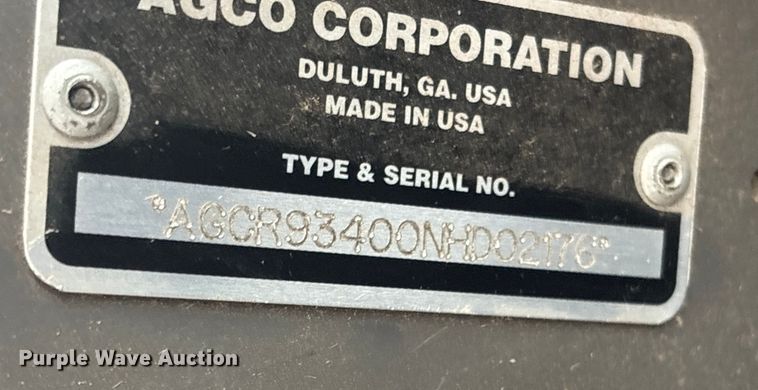 AGCO CORPORATION
DULUTH, GA. USA
MADE IN USA
TYPE & SERIAL NO.
*AGCR93400NHD02176*
Purple Wave Auction